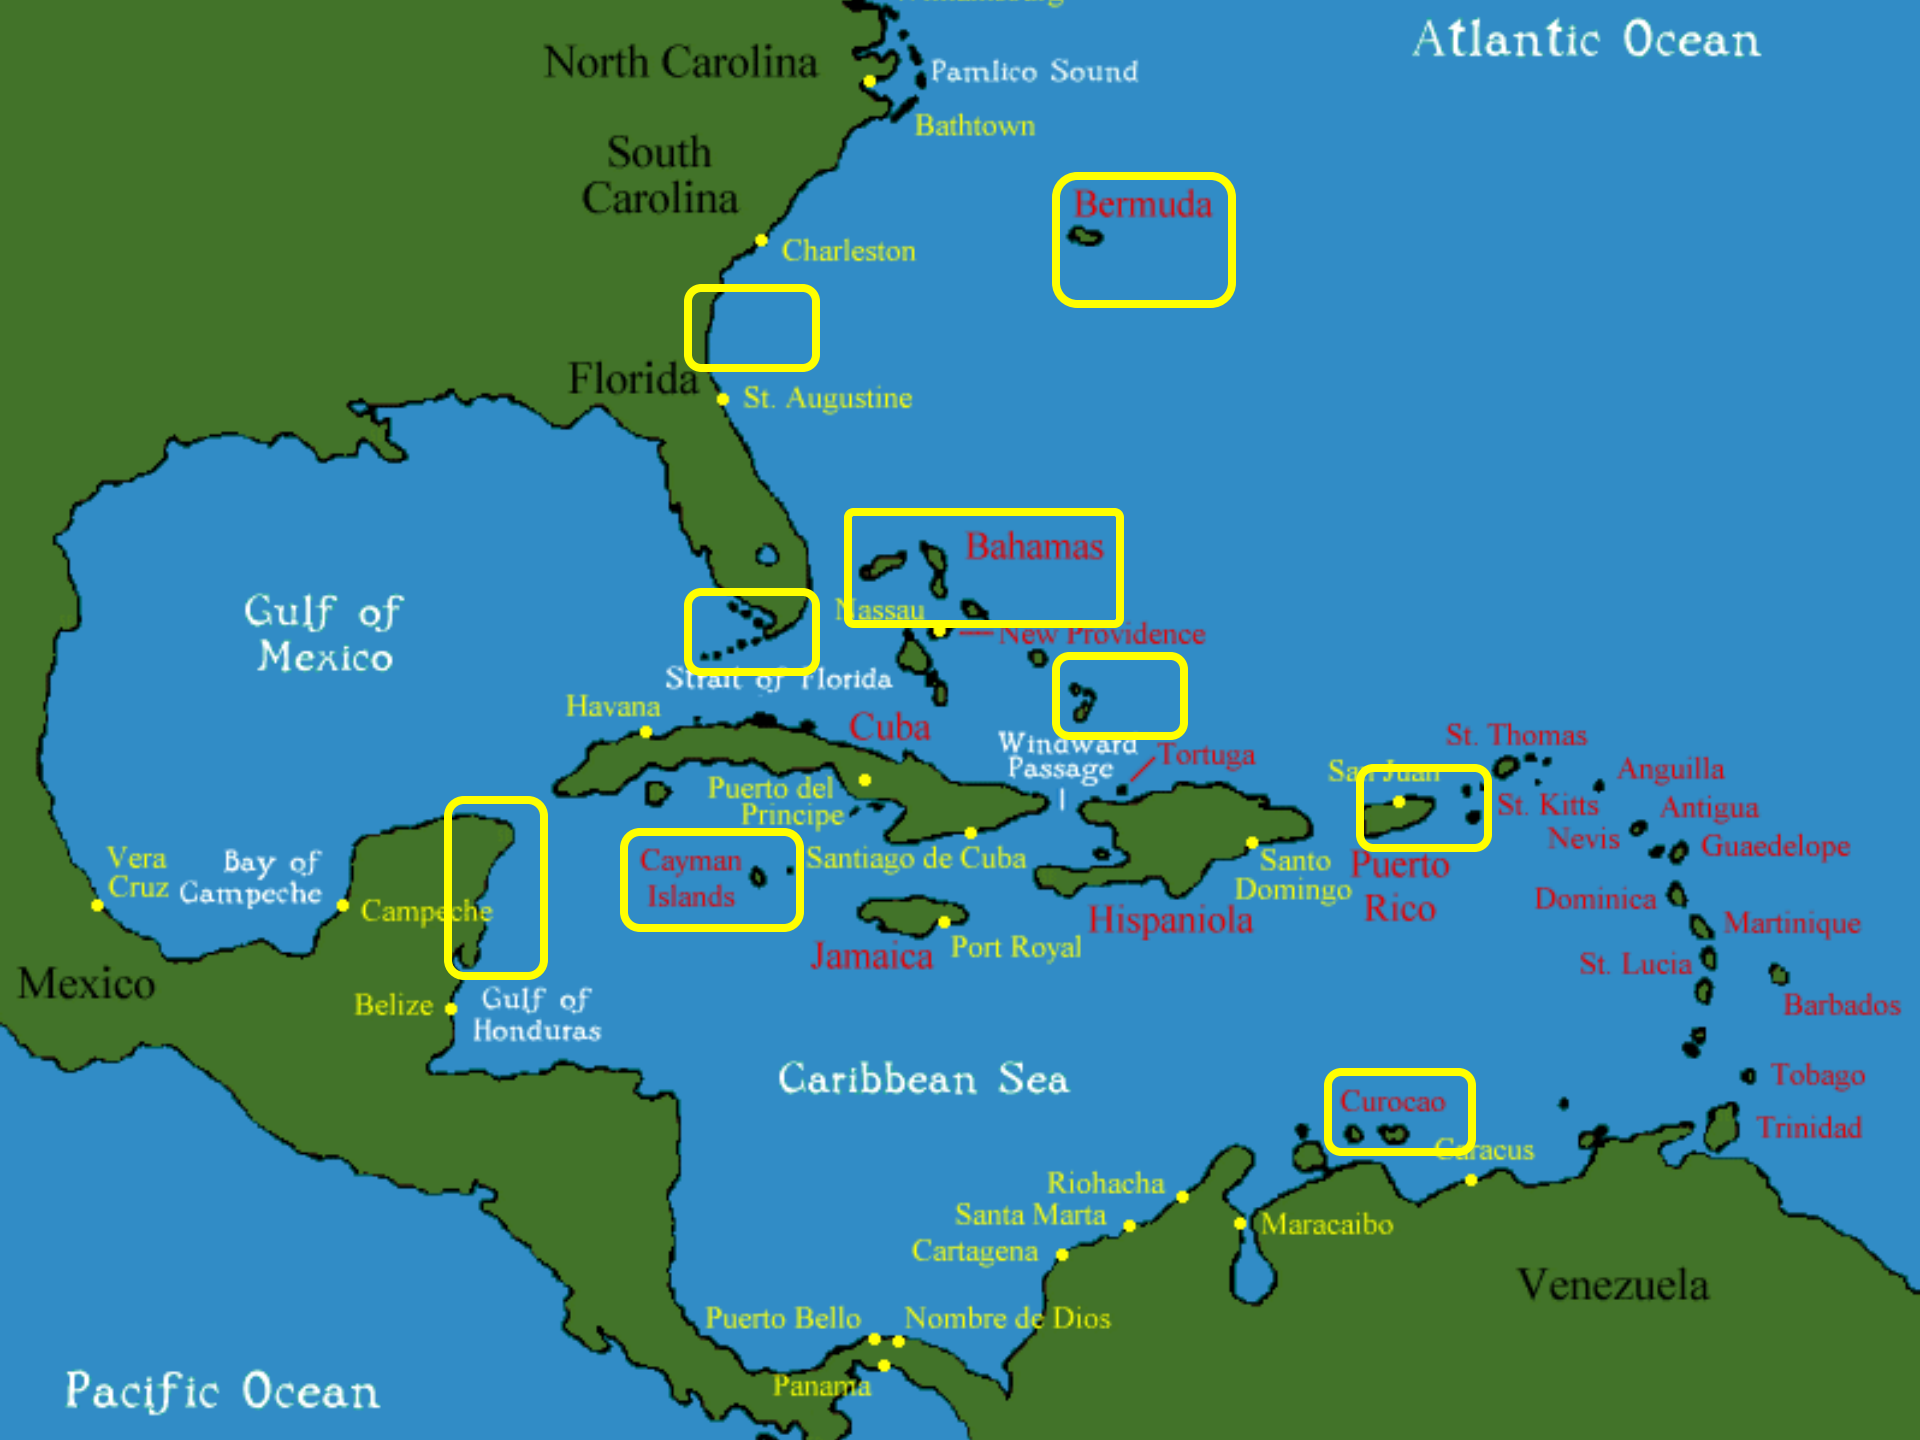 Atlantic Ocean
North Carolina
Pamlico Sound
Bathtown
South
Carolina
Bermuda
Charleston
Florida
St. Augustine
Bahamas
Nassau
New Providence
Gulf of
Mexico
Strait of Florida
Havana
Cuba
Windward
Passage
Tortuga
St. Thomas
San Juan
Anguilla
Puerto del
Principe
St. Kitts
Antigua
Nevis
Guaedelope
Vera
Cruz
Bay of
Campeche
Campeche
Cayman
Islands
Santiago de Cuba
Santo
Domingo
Puerto
Rico
Dominica
Hispaniola
Martinique
Jamaica
Port Royal
St. Lucia
Mexico
Belize
Gulf of
Honduras
Barbados
Caribbean Sea
Tobago
Curocao
Trinidad
Caracus
Riohacha
Santa Marta
Maracaibo
Cartagena
Venezuela
Puerto Bello
Nombre de Dios
Panama
Pacific Ocean